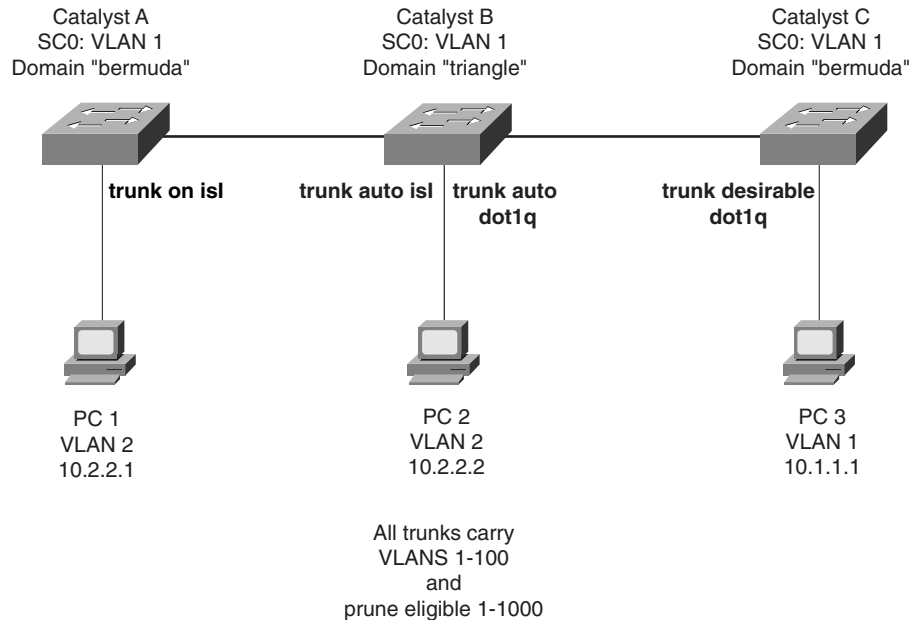 Catalyst A
SC0: VLAN 1
Domain "bermuda"
Catalyst B
SC0: VLAN 1
Domain "triangle"
Catalyst C
SC0: VLAN 1
Domain "bermuda"
trunk on isl
trunk auto isl
trunk auto
dot1q
trunk desirable
dot1q
PC 1
VLAN 2
10.2.2.1
PC 2
VLAN 2
10.2.2.2
PC 3
VLAN 1
10.1.1.1
All trunks carry
VLANS 1-100
and
prune eligible 1-1000